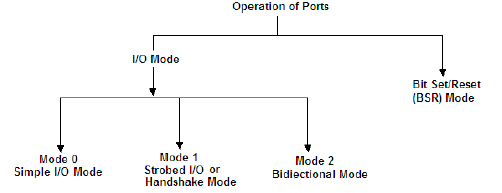 Operation of Ports
I/O Mode
Bit Set/Reset
(BSR) Mode
Mode 0
Simple I/O Mode
Mode 1
Strobed I/O or
Handshake Mode
Mode 2
Bidiectional Mode